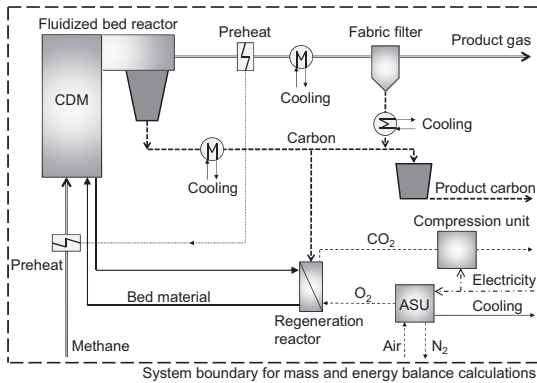 Fluidized bed reactor
Preheat
Fabric filter
Product gas
CDM
Cooling
Cooling
Carbon
Cooling
Product carbon
Compression unit
CO2
Preheat
Electricity
Bed material
O2
ASU
Cooling
Regeneration
reactor
Methane
Air
N2
System boundary for mass and energy balance calculations